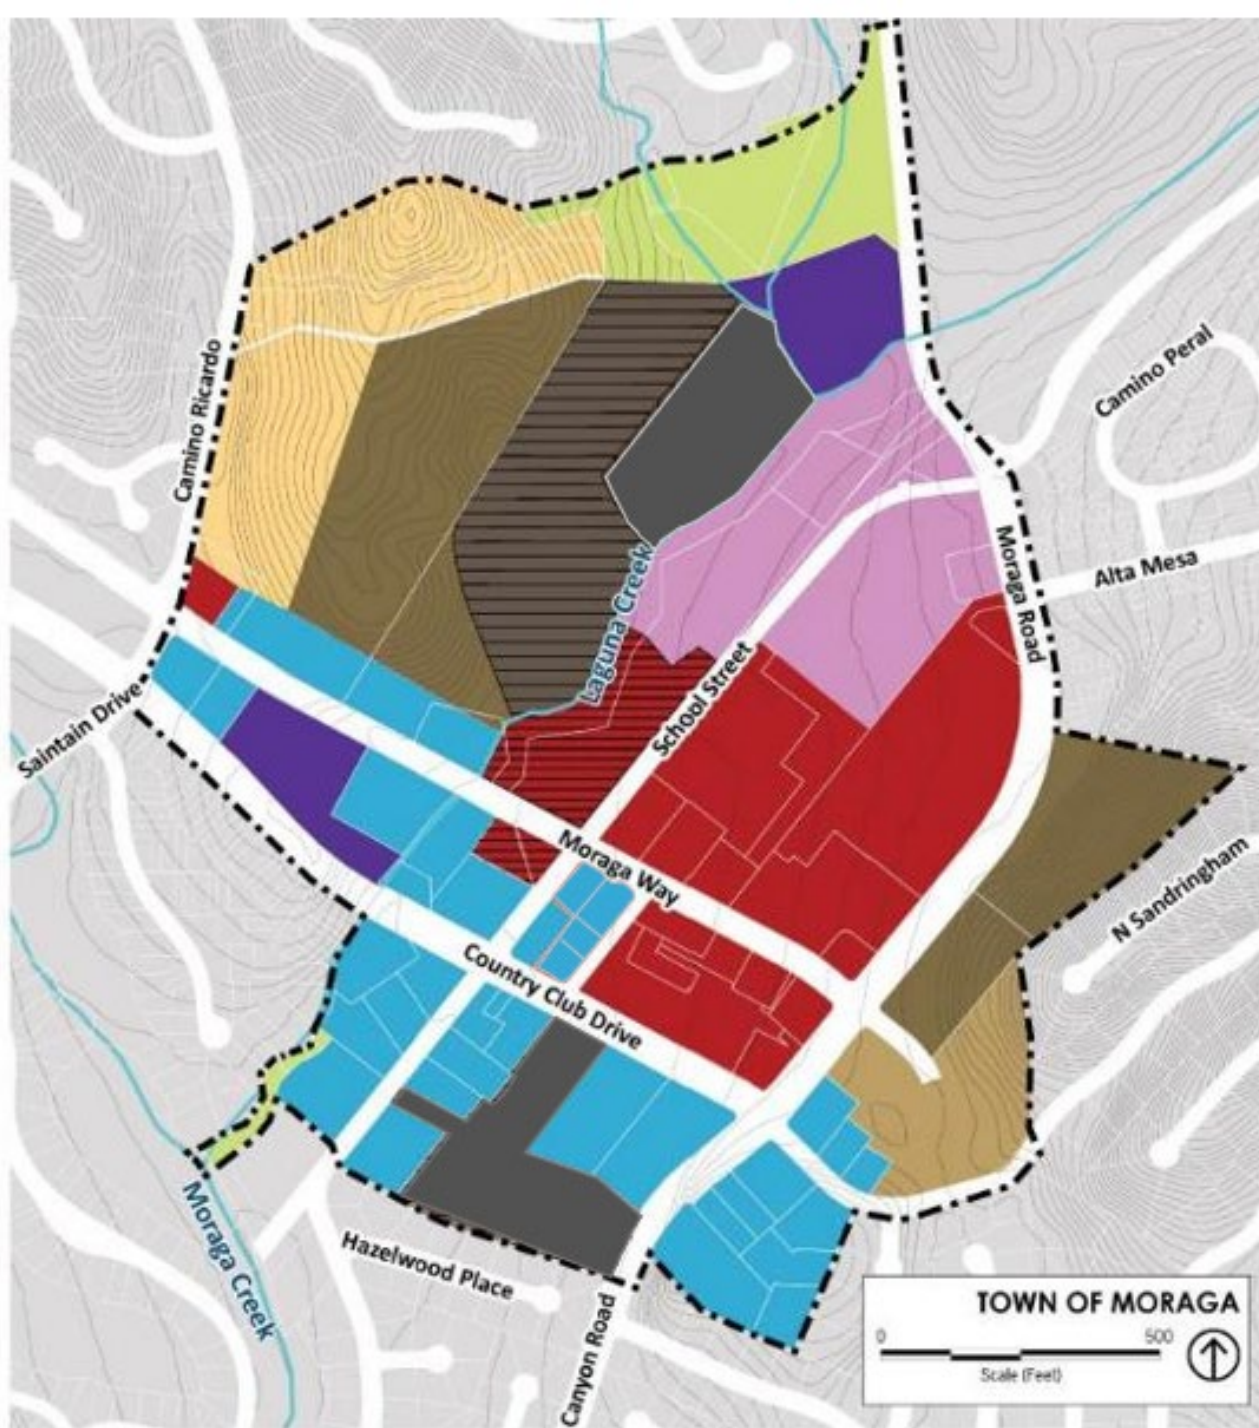 Camino Ricardo
Camino Peral
Moraga Road
Alta Mesa
Laguna Creek
School Street
Saintain Drive
Moraga Way
N Sandringham
Country Club Drive
Moraga Creek
Hazelwood Place
Canyon Road
TOWN OF MORAGA
0 500
Scale (Feet)